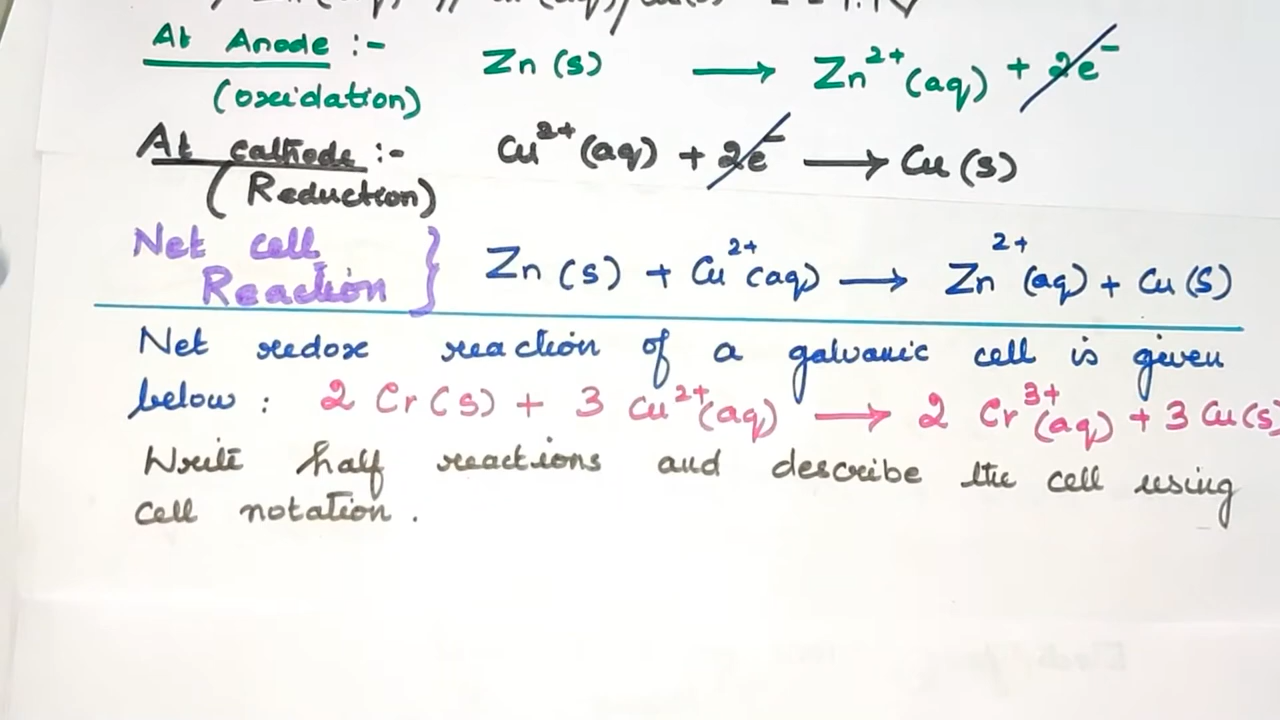 At Anode :- Zn (s) ⟶ Zn²⁺(aq) + 2e⁻
(oxidation)
At cathode :- Cu²⁺(aq) + 2e⁻ ⟶ Cu(s)
(Reduction)
Net cell Reaction } Zn (s) + Cu²⁺(aq) ⟶ Zn²⁺(aq) + Cu(s)
Net redox reaction of a galvanic cell is given
below : 2 Cr(s) + 3 Cu²⁺(aq) ⟶ 2 Cr³⁺(aq) + 3 Cu(s)
Write half reactions and describe the cell using
cell notation.